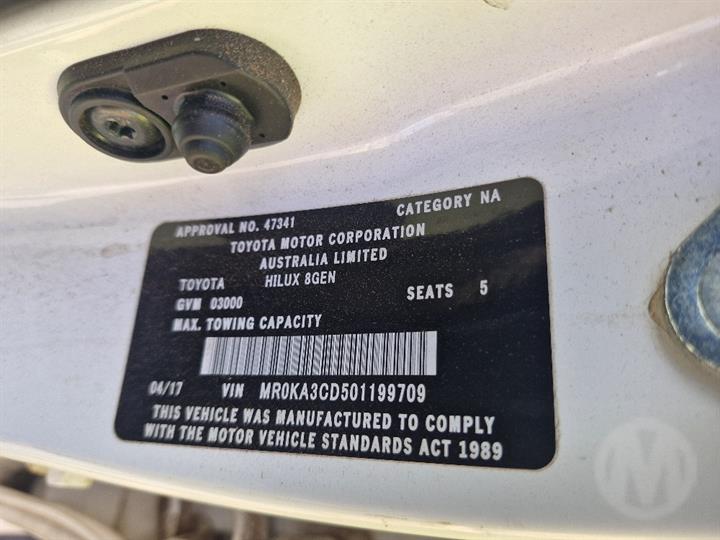 APPROVAL NO. 47341 CATEGORY NA
TOYOTA MOTOR CORPORATION
AUSTRALIA LIMITED
TOYOTA HILUX 8GEN
GVM 03000 SEATS 5
MAX. TOWING CAPACITY
04/17 VIN MR0KA3CD501199709
THIS VEHICLE WAS MANUFACTURED TO COMPLY
WITH THE MOTOR VEHICLE STANDARDS ACT 1989
M